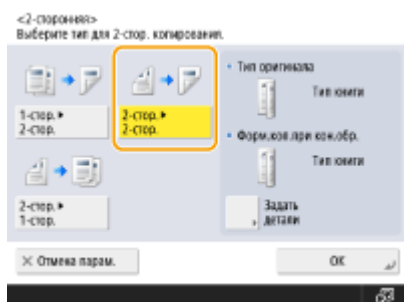 <2-сторонняя>
Выберите тип для 2-стор. копирования.
1-стор.▶
2-стор.
2-стор.▶
2-стор.
2-стор.▶
1-стор.
• Тип оригинала
Тип книги
• Форм.коп.при кон.обр.
Тип книги
Задать
детали
× Отмена парам.
OK